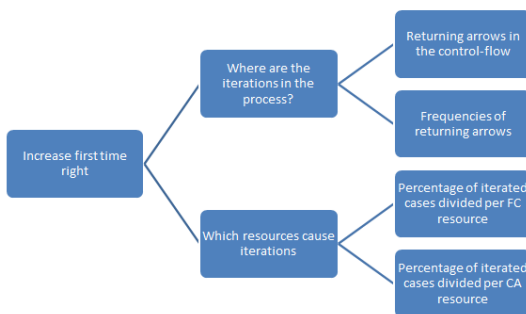 Increase first time
right
Where are the
iterations in the
process?
Which resources cause
iterations
Returning arrows in
the control-flow
Frequencies of
returning arrows
Percentage of iterated
cases divided per FC
resource
Percentage of iterated
cases divided per CA
resource